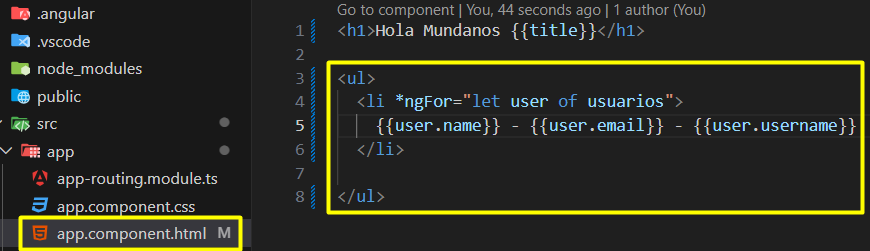 .angular
.vscode
node_modules
public
src
app
app-routing.module.ts
app.component.css
app.component.html M
Go to component | You, 44 seconds ago | 1 author (You)
1 <h1>Hola Mundanos {{title}}</h1>
2
3 <ul>
4 <li *ngFor="let user of usuarios">
5 {{user.name}} - {{user.email}} - {{user.username}}
6 </li>
7
8 </ul>